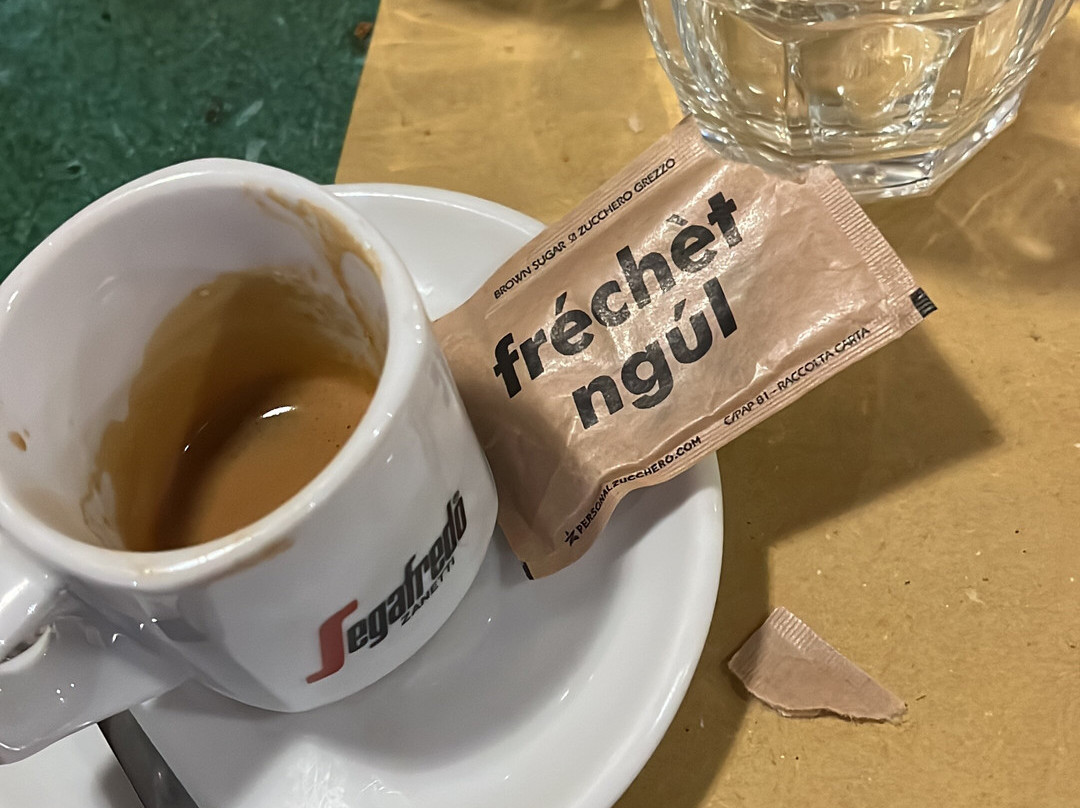 BROWN SUGAR & ZUCCHERO GREZZO
fréchèt
ngúl
PERSONALZUCCHERO.COM C/PAP 81 - RACCOLTA CARTA
Segafredo
ZANETTI